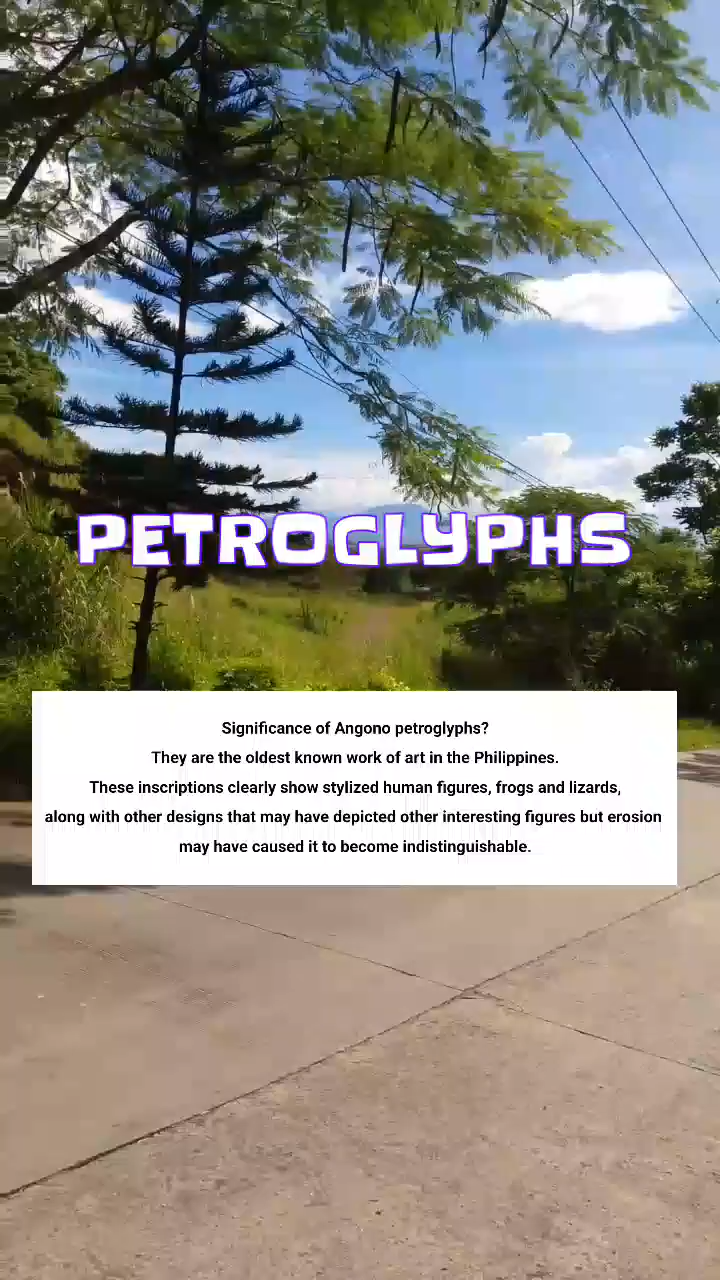 PETROGLYPHS
Significance of Angono petroglyphs?
They are the oldest known work of art in the Philippines.
These inscriptions clearly show stylized human figures, frogs and lizards,
along with other designs that may have depicted other interesting figures but erosion
may have caused it to become indistinguishable.